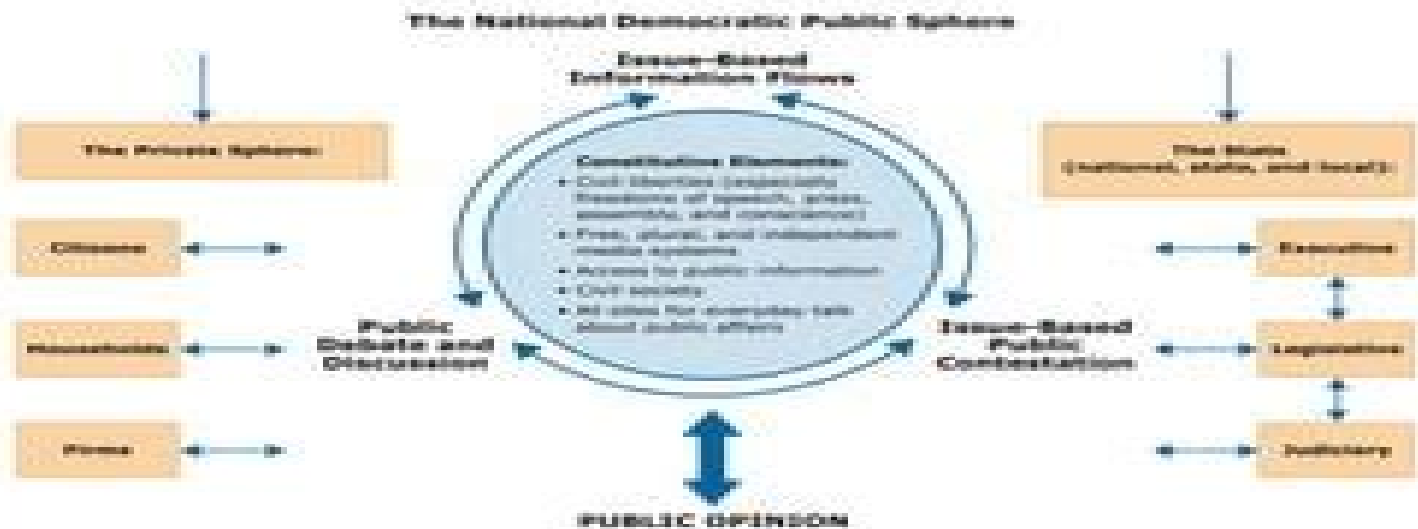 The National Democratic Public Sphere
Issue-Based
Information Flows
The Private Sphere:
The State
(national, state, and local):
Constitutive Elements:
• Civil liberties (especially
freedoms of speech, press,
assembly, and conscience)
• Free, plural, and independent
media systems
• Access to public information
• Civil society
• All sites for everyday talk
about public affairs
Citizens
Households
Firms
Public
Debate and
Discussion
Issue-Based
Public
Contestation
Executive
Legislative
Judiciary
PUBLIC OPINION